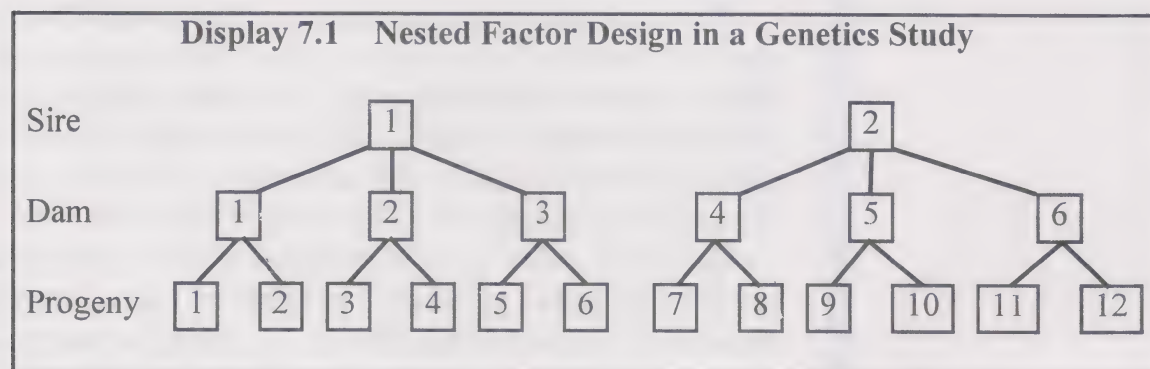 Display 7.1 Nested Factor Design in a Genetics Study
Sire 1 2
Dam 1 2 3 4 5 6
Progeny 1 2 3 4 5 6 7 8 9 10 11 12